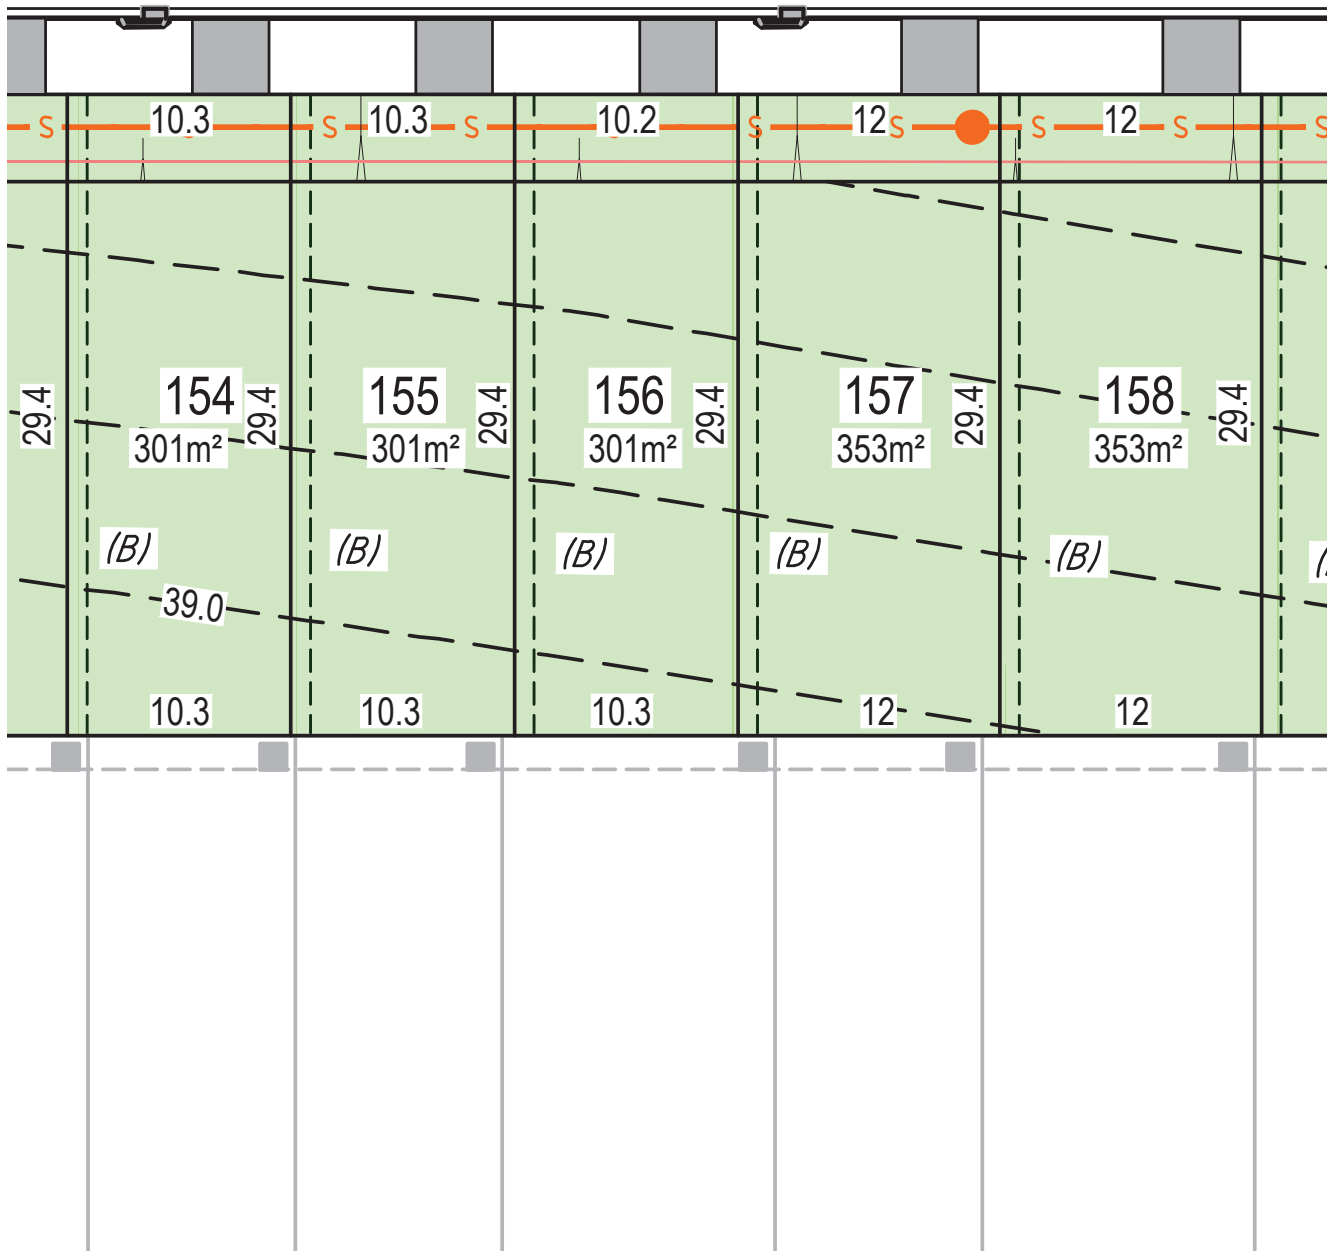 S 10.3 S 10.3 S 10.2 S 12 S S 12 S S
29.4 154 29.4 155 29.4 156 29.4 157 29.4 158 29.4
301m² 301m² 301m² 353m² 353m²
(B) (B) (B) (B) (B)
39.0
10.3 10.3 10.3 12 12